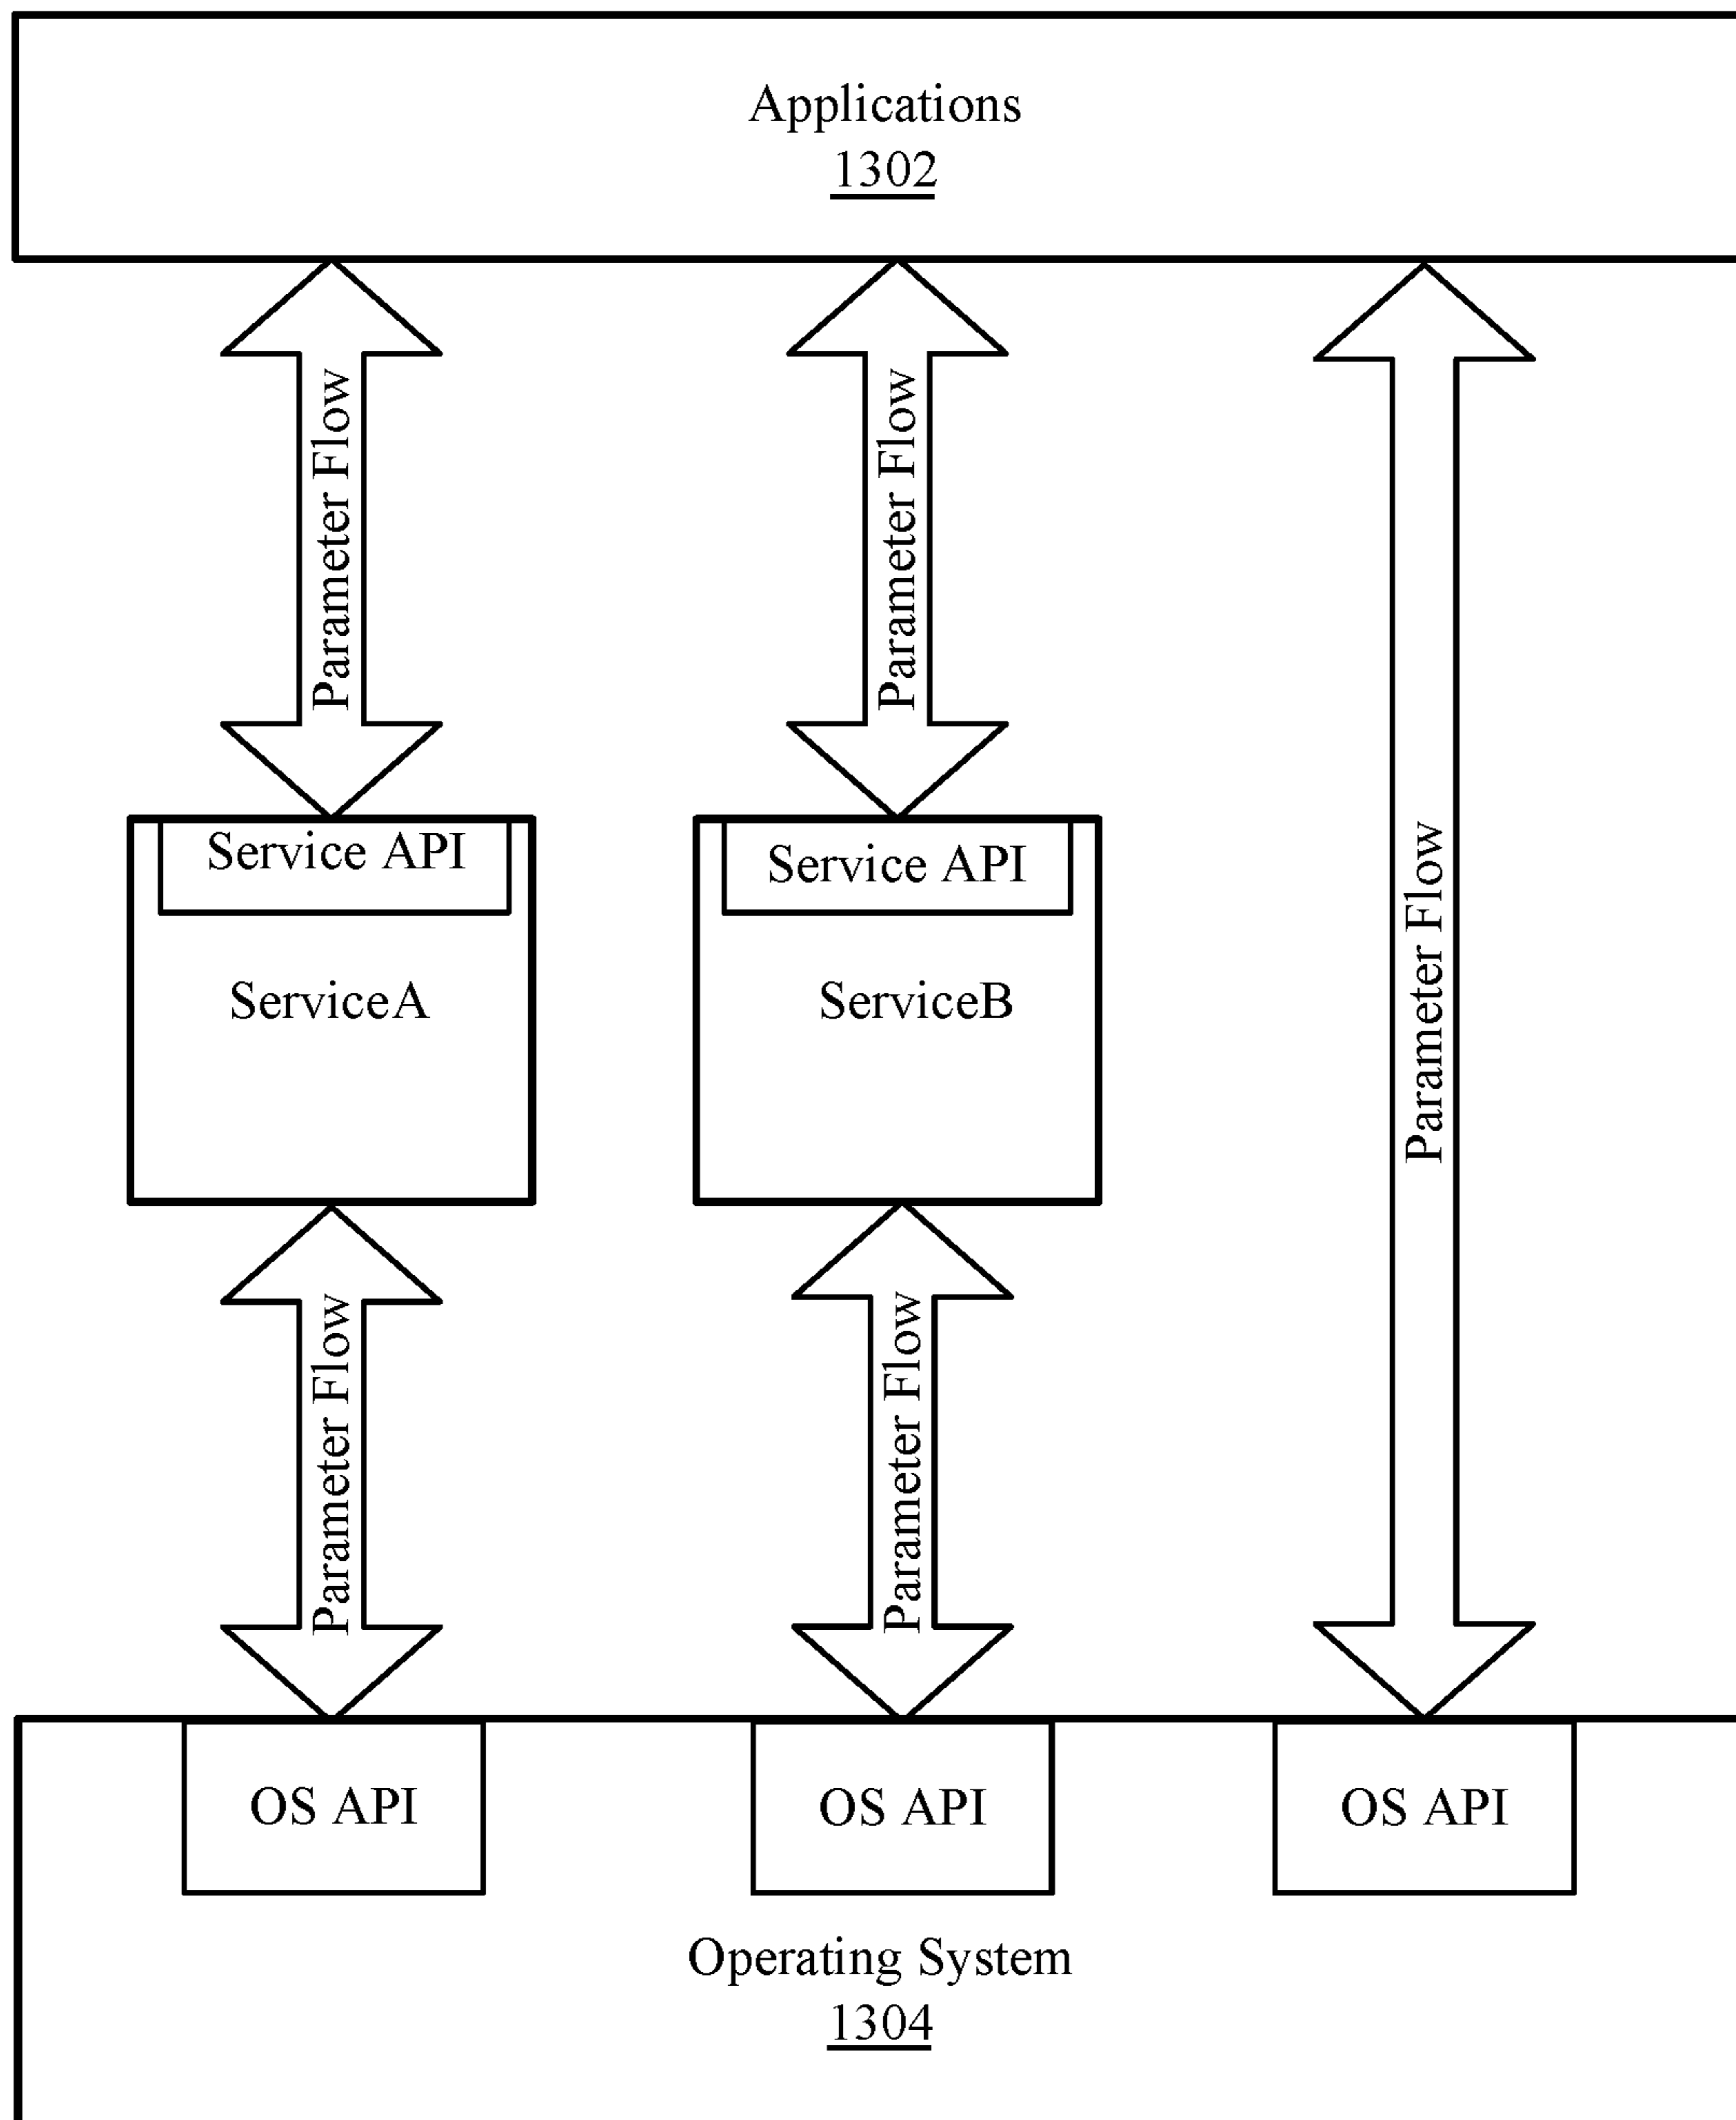 Applications
1302
Parameter Flow
Parameter Flow
Parameter Flow
Service API
ServiceA
Service API
ServiceB
Parameter Flow
Parameter Flow
OS API
OS API
OS API
Operating System
1304